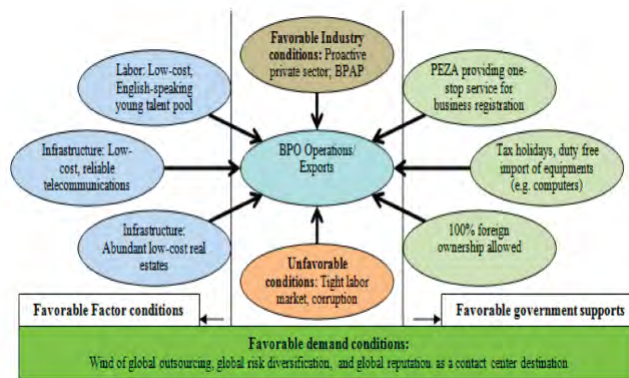 Favorable Industry
conditions: Proactive
private sector; BPAP
Labor: Low-cost,
English-speaking
young talent pool
PEZA providing one-
stop service for
business registration
Infrastructure: Low-
cost, reliable
telecommunications
BPO Operations/
Exports
Tax holidays, duty free
import of equipments
(e.g. computers)
Infrastructure:
Abundant low-cost real
estates
100% foreign
ownership allowed
Unfavorable
conditions: Tight labor
market, corruption
Favorable Factor conditions
Favorable government supports
Favorable demand conditions:
Wind of global outsourcing, global risk diversification, and global reputation as a contact center destination